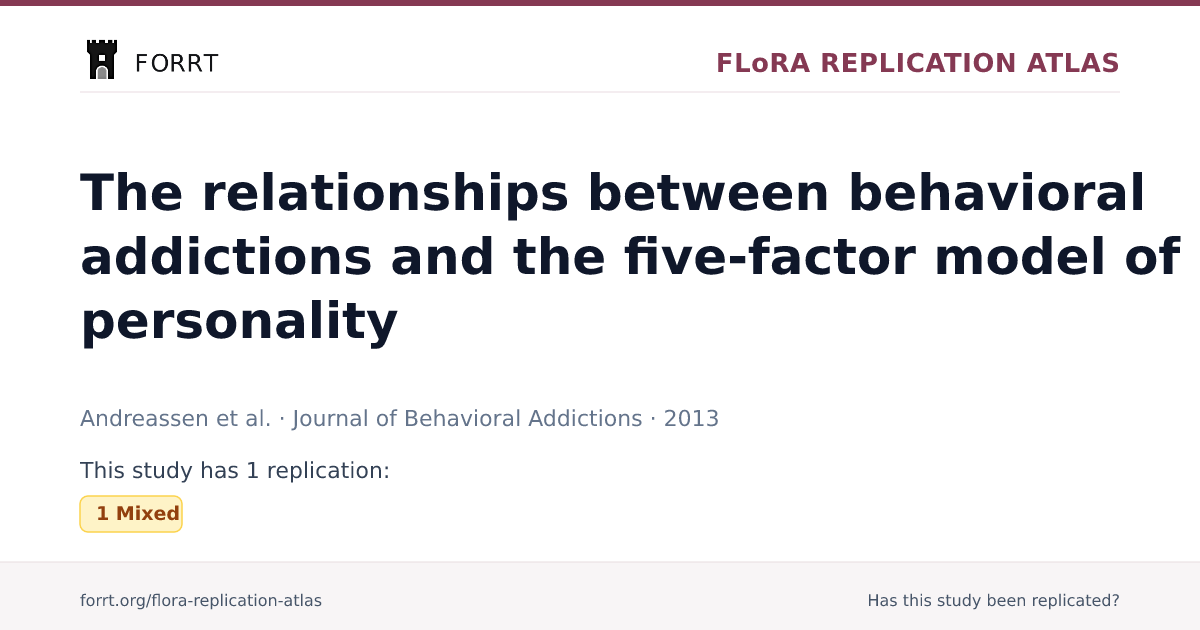 FORRT
FLoRA REPLICATION ATLAS
The relationships between behavioral
addictions and the five-factor model of
personality
Andreassen et al. · Journal of Behavioral Addictions · 2013
This study has 1 replication:
1 Mixed
forrt.org/flora-replication-atlas
Has this study been replicated?